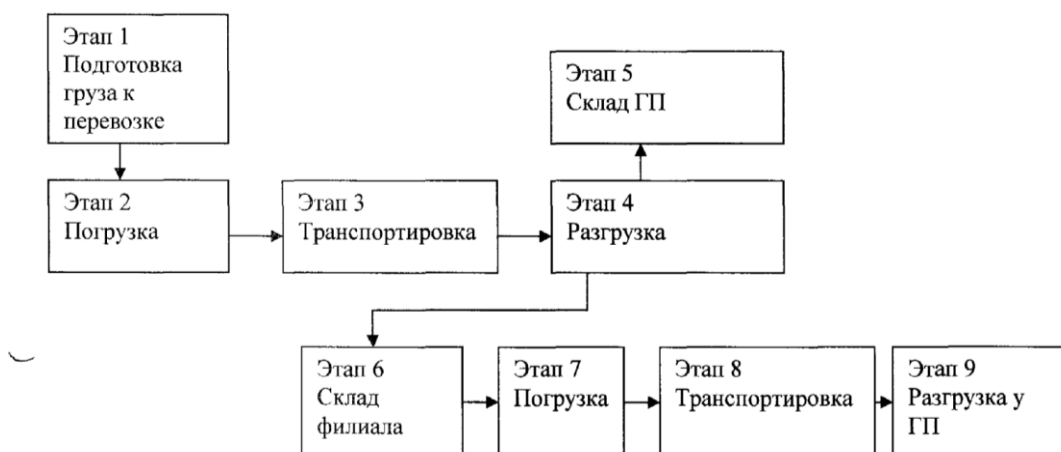 Этап 1
Подготовка
груза к
перевозке
Этап 5
Склад ГП
Этап 2
Погрузка
Этап 3
Транспортировка
Этап 4
Разгрузка
Этап 6
Склад
филиала
Этап 7
Погрузка
Этап 8
Транспортировка
Этап 9
Разгрузка у
ГП